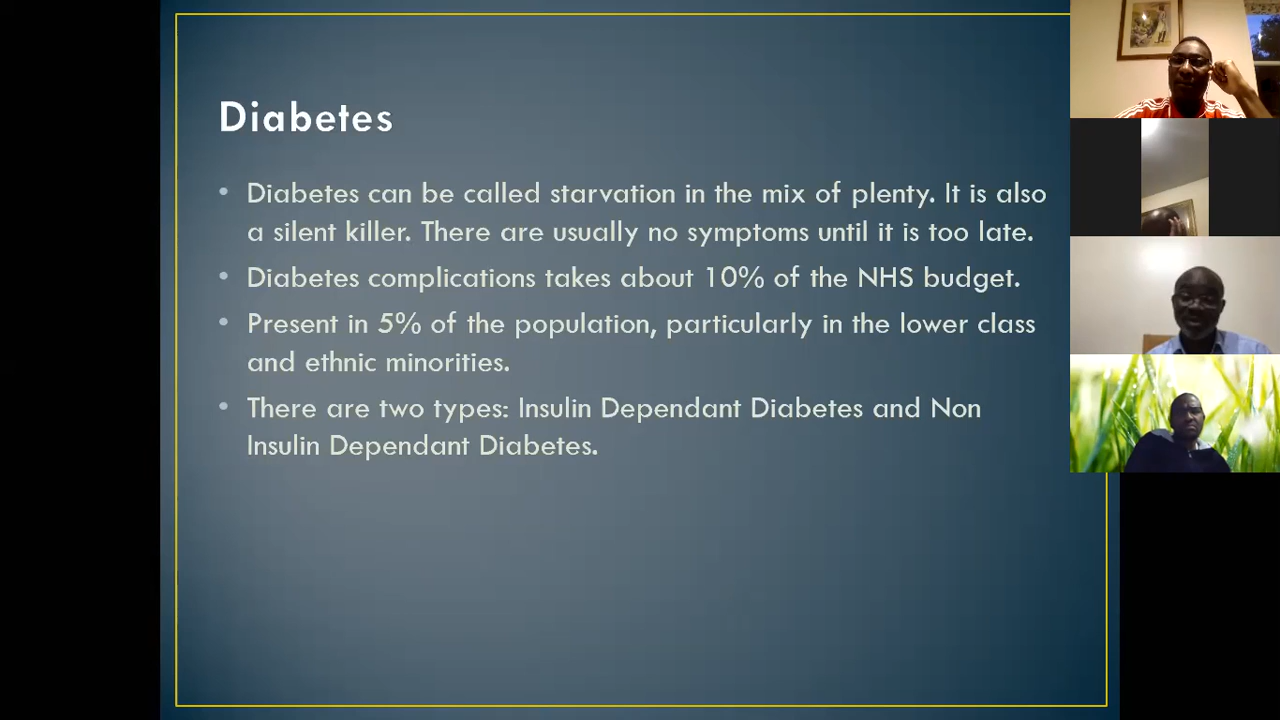 Diabetes
• Diabetes can be called starvation in the mix of plenty. It is also
a silent killer. There are usually no symptoms until it is too late.
• Diabetes complications takes about 10% of the NHS budget.
• Present in 5% of the population, particularly in the lower class
and ethnic minorities.
• There are two types: Insulin Dependant Diabetes and Non
Insulin Dependant Diabetes.